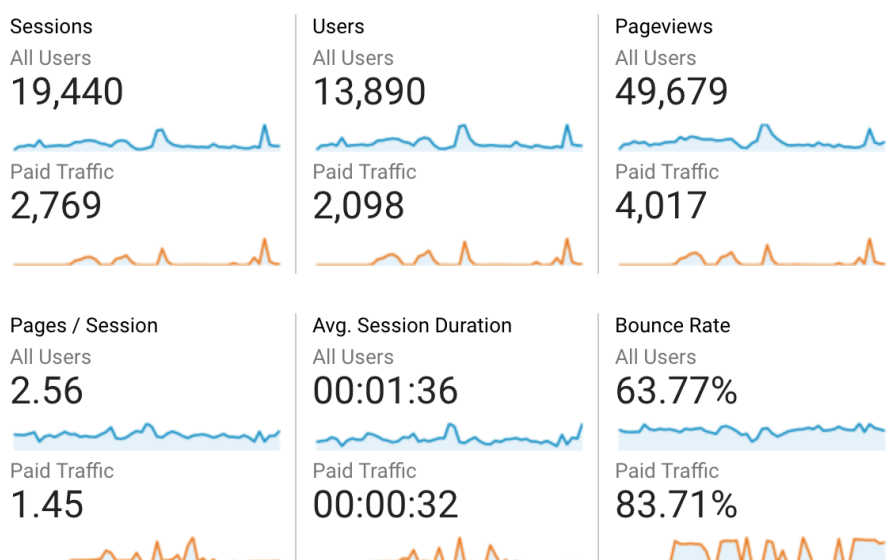 Sessions
All Users
19,440
Paid Traffic
2,769
Users
All Users
13,890
Paid Traffic
2,098
Pageviews
All Users
49,679
Paid Traffic
4,017
Pages / Session
All Users
2.56
Paid Traffic
1.45
Avg. Session Duration
All Users
00:01:36
Paid Traffic
00:00:32
Bounce Rate
All Users
63.77%
Paid Traffic
83.71%